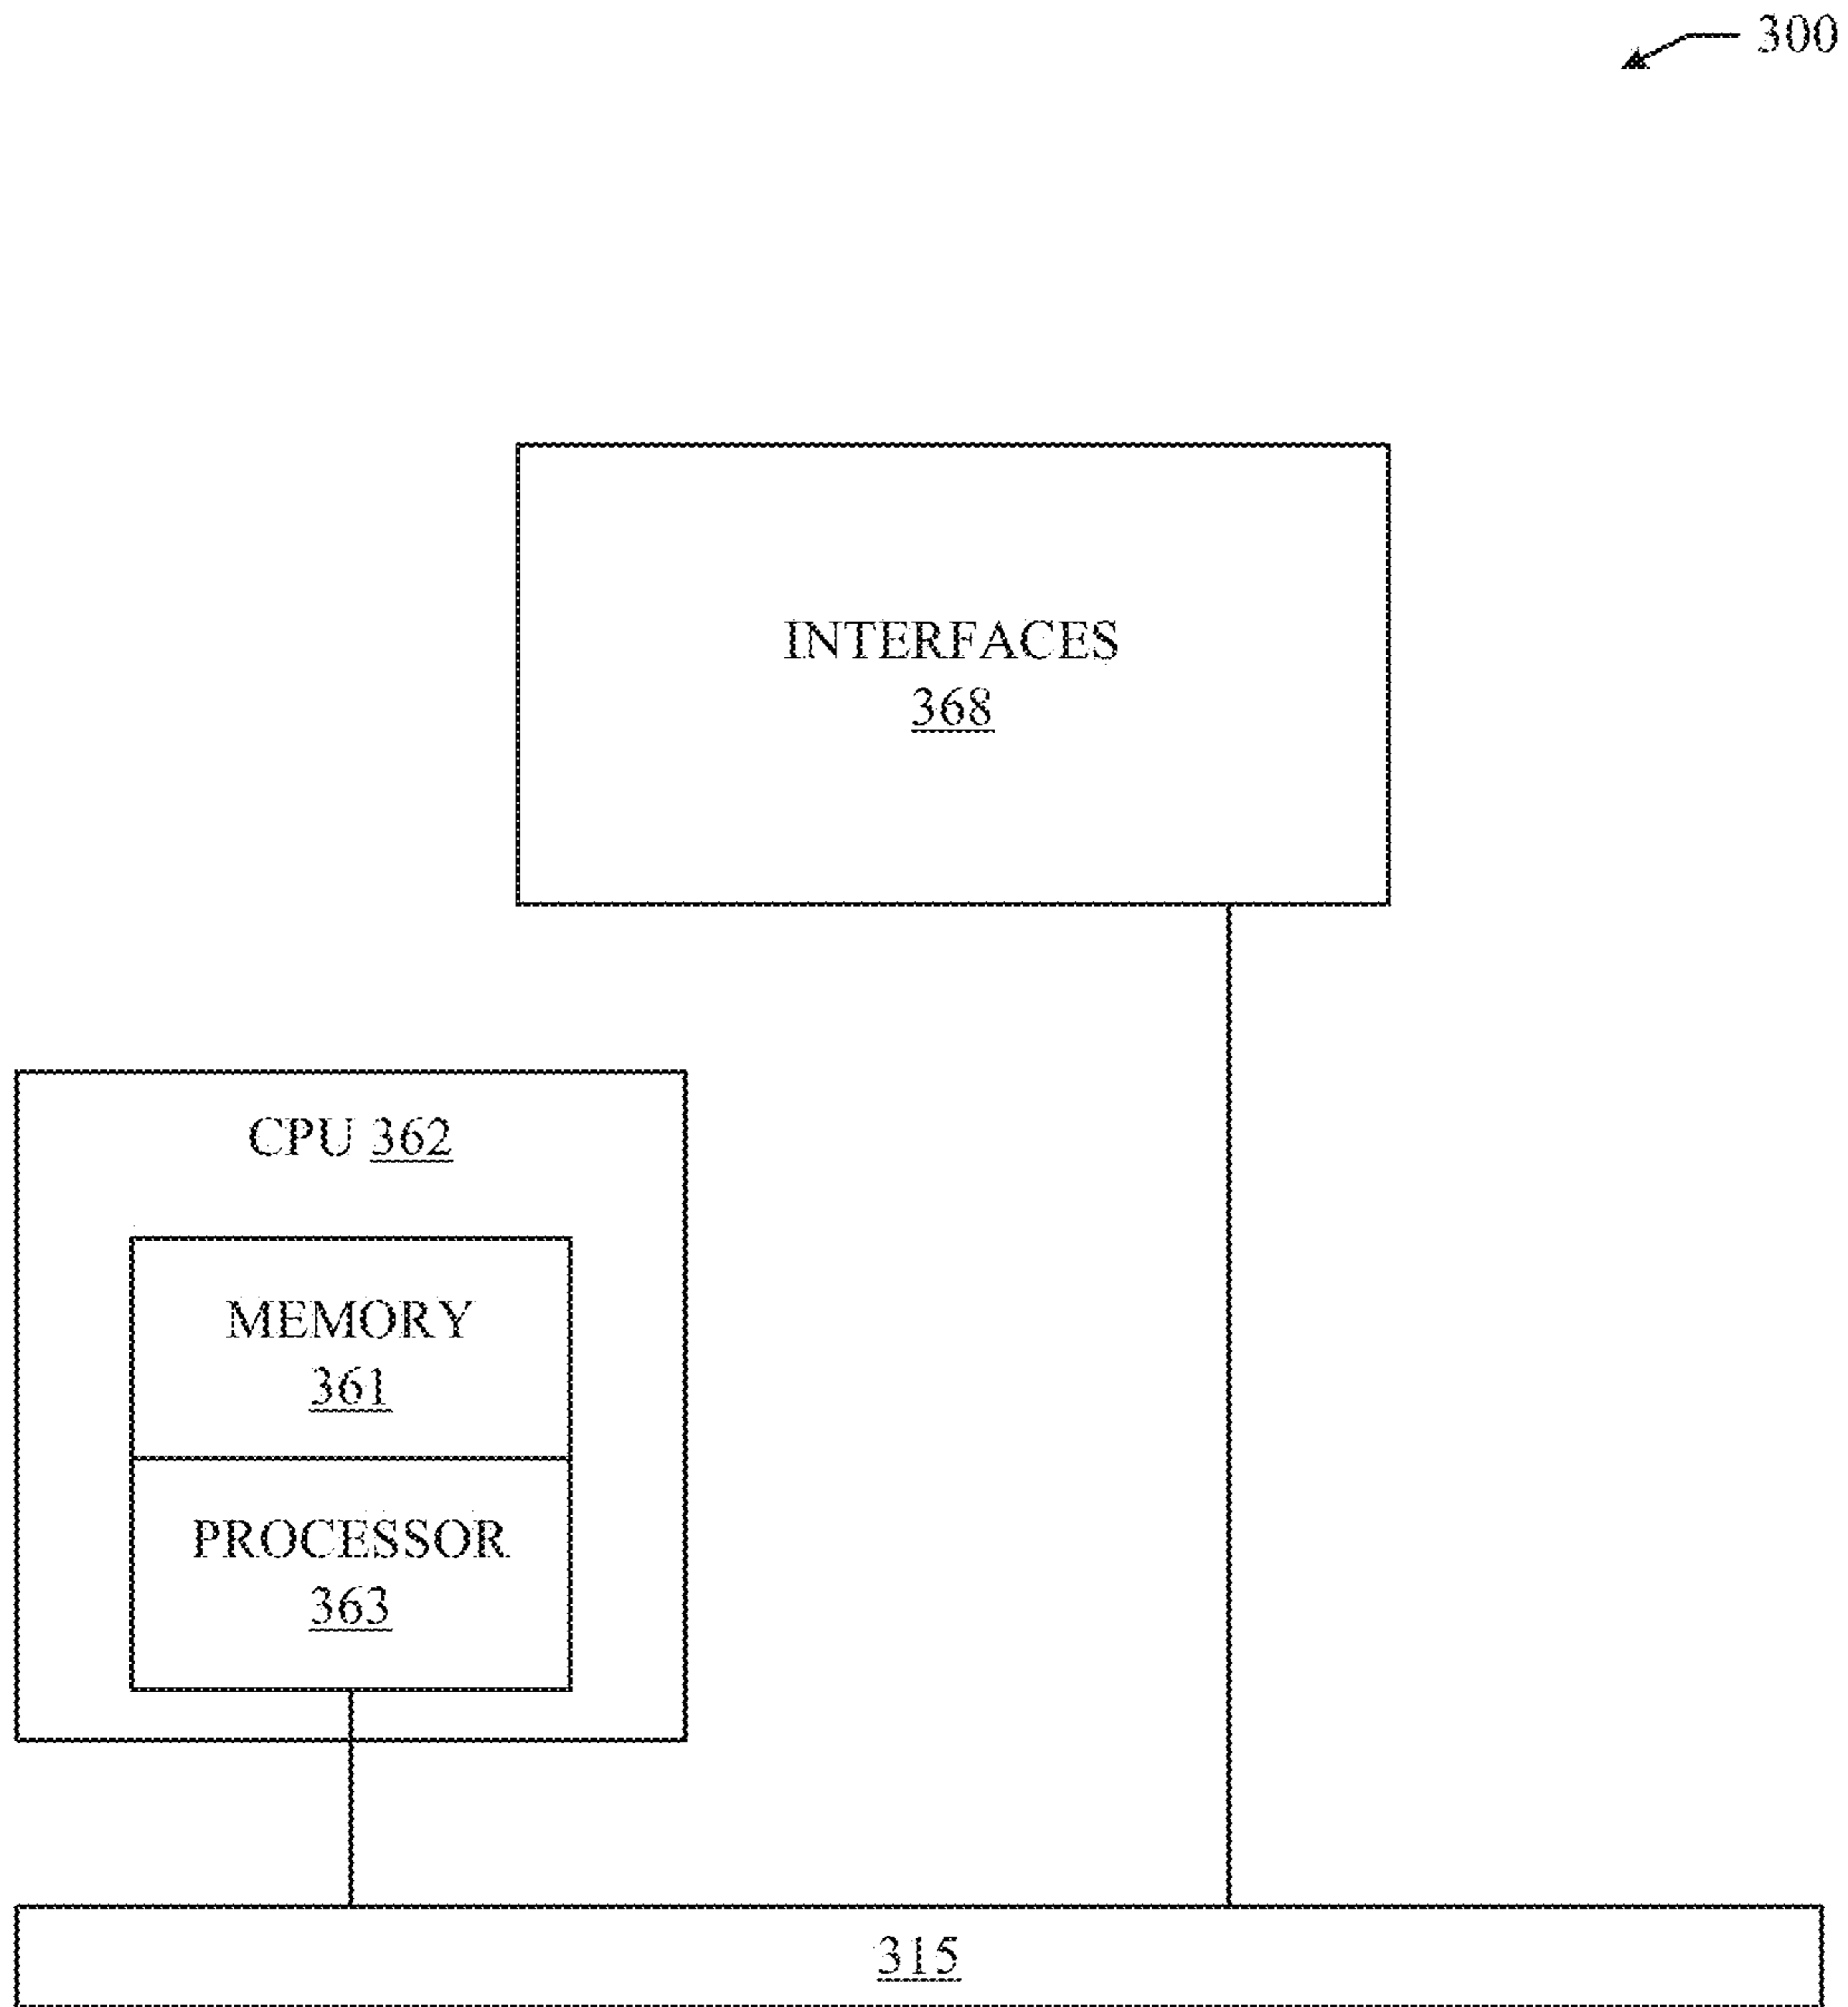 300
INTERFACES
368
CPU 362
MEMORY
361
PROCESSOR
363
315